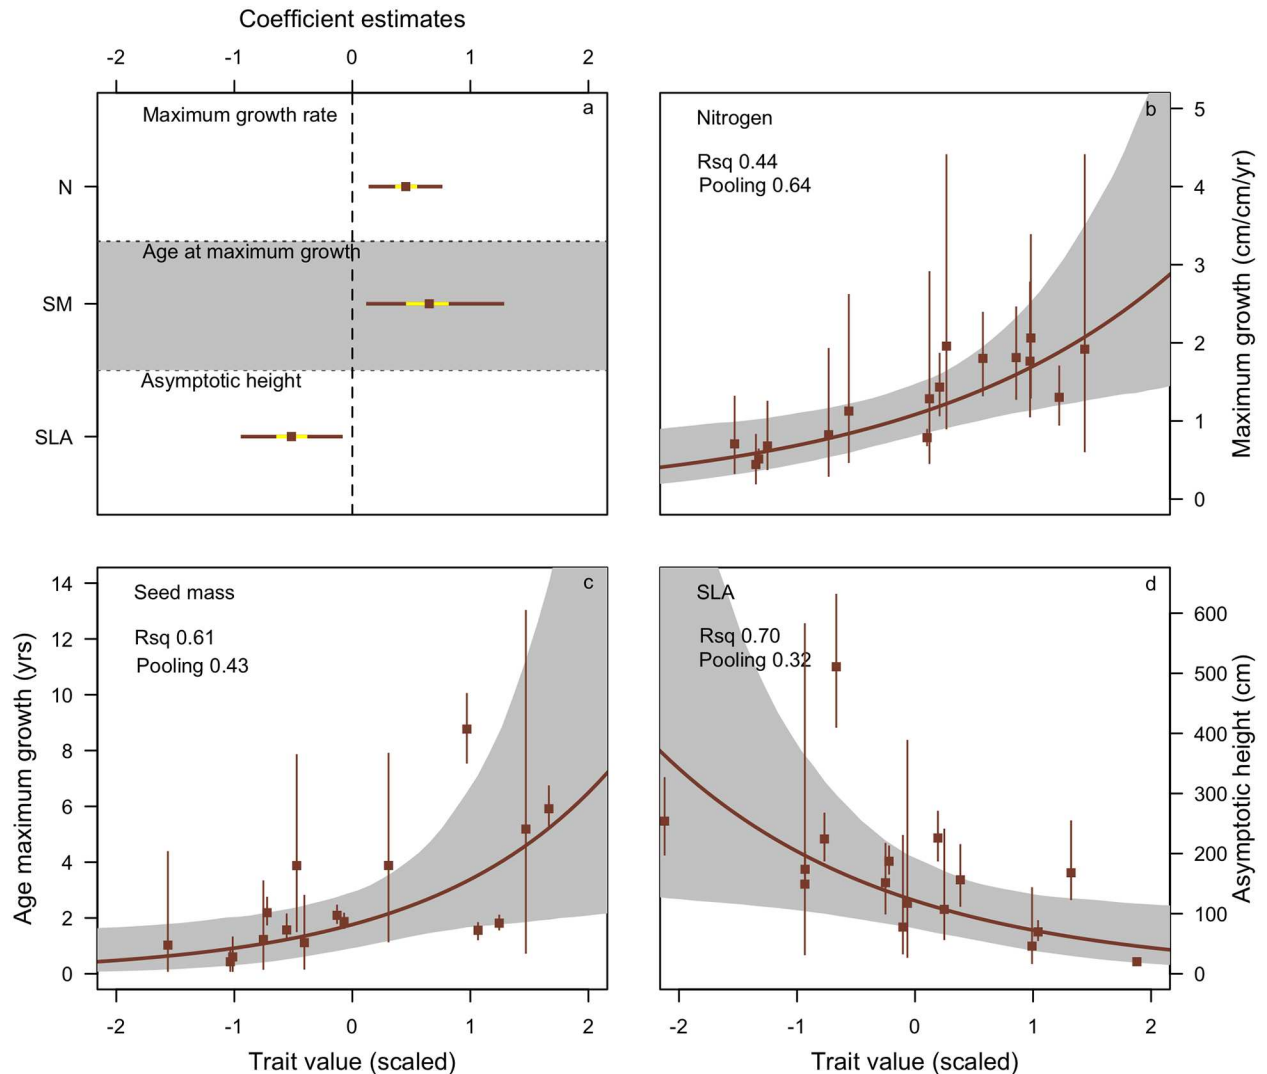 Coefficient estimates
-2 -1 0 1 2
Maximum growth rate
a
N
Age at maximum growth
SM
Asymptotic height
SLA
b
Nitrogen
Rsq 0.44
Pooling 0.64
5
4
3
2
1
0
Maximum growth (cm/cm/yr)
c
Seed mass
Rsq 0.61
Pooling 0.43
14
12
10
8
6
4
2
0
Age maximum growth (yrs)
-2 -1 0 1 2
Trait value (scaled)
d
SLA
Rsq 0.70
Pooling 0.32
600
500
400
300
200
100
0
Asymptotic height (cm)
-2 -1 0 1 2
Trait value (scaled)